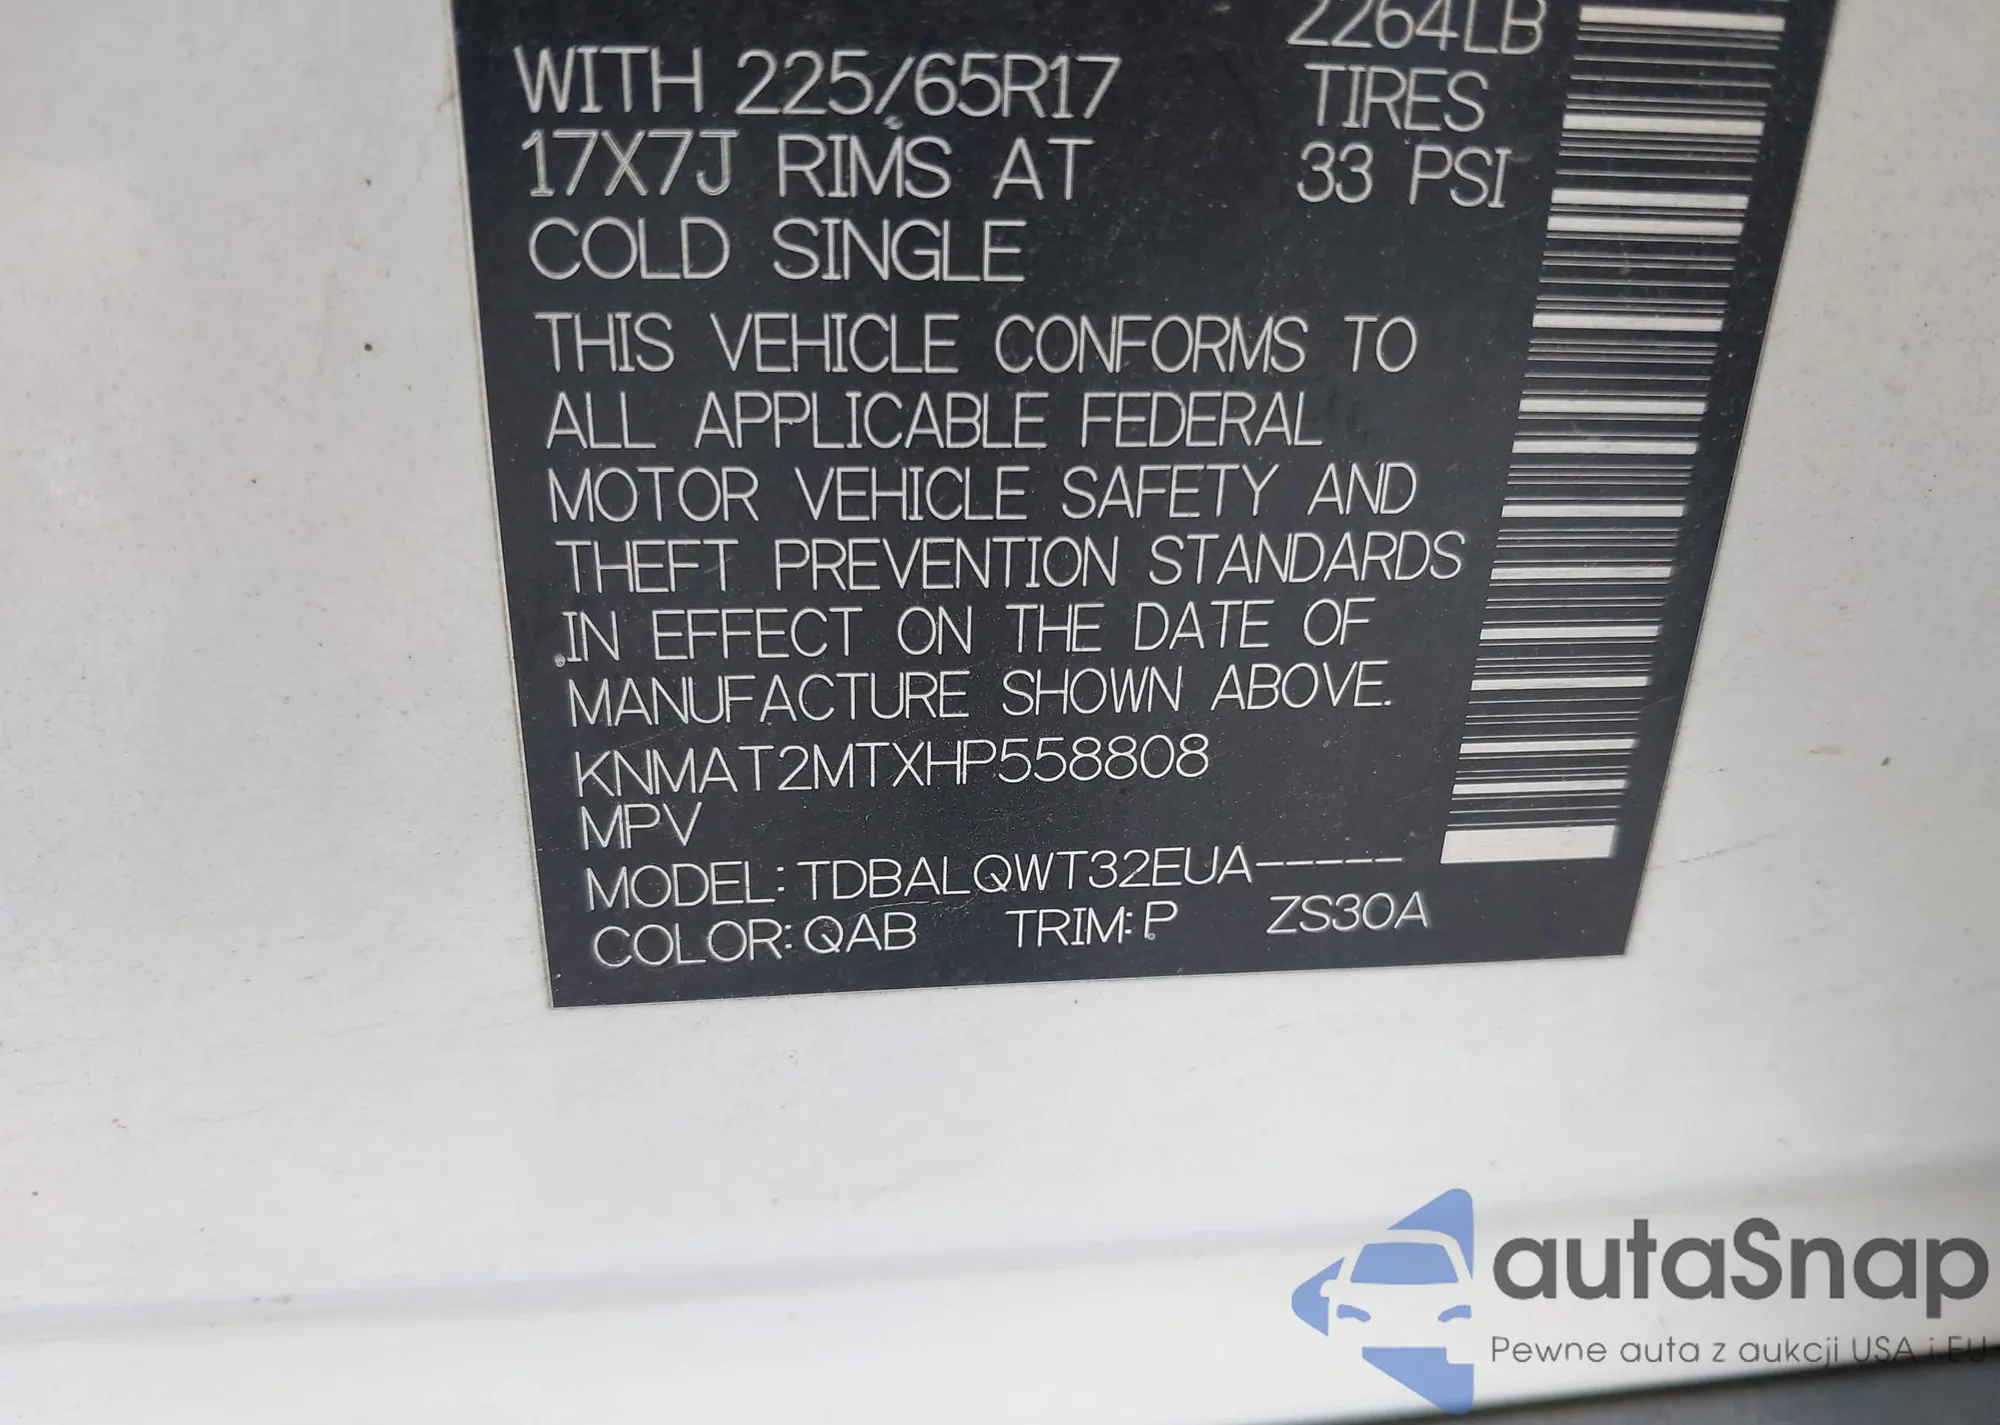 2264LB
WITH 225/65R17 TIRES
17X7J RIMS AT 33 PSI
COLD SINGLE
THIS VEHICLE CONFORMS TO
ALL APPLICABLE FEDERAL
MOTOR VEHICLE SAFETY AND
THEFT PREVENTION STANDARDS
IN EFFECT ON THE DATE OF
MANUFACTURE SHOWN ABOVE.
KNMAT2MTXHP558808
MPV
MODEL: TDBALQWT32EUA-----
COLOR: QAB TRIM: P ZS30A
autaSnap
Pewne auta z aukcji USA i EU